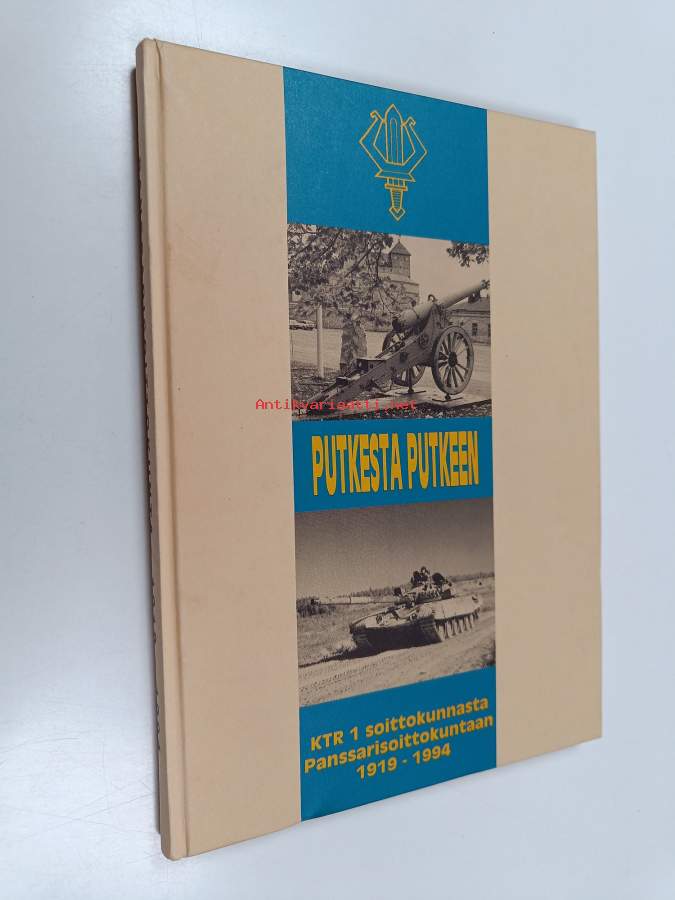 Antikvariaatti.net
PUTKESTA PUTKEEN
KTR 1 soittokunnasta
Panssarisoittokuntaan
1919 - 1994